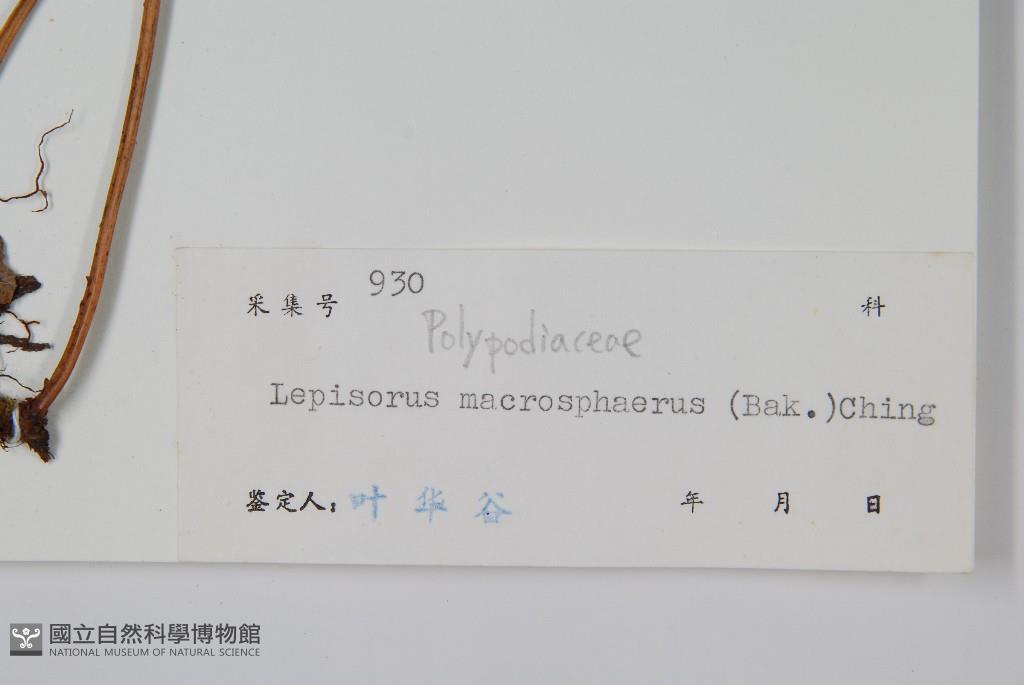 采集号 930 科
Polypodiaceae
Lepisorus macrosphaerus (Bak.)Ching
鉴定人: 叶华谷 年 月 日
國立自然科學博物館
NATIONAL MUSEUM OF NATURAL SCIENCE